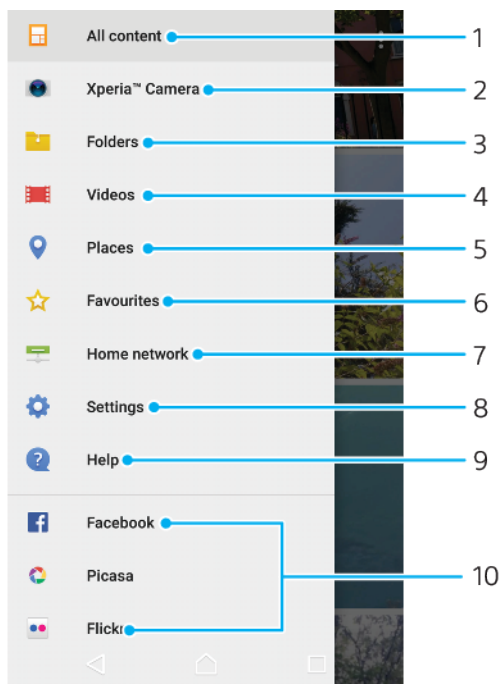 All content 1
Xperia™ Camera 2
Folders 3
Videos 4
Places 5
Favourites 6
Home network 7
Settings 8
Help 9
Facebook
Picasa 10
Flickr